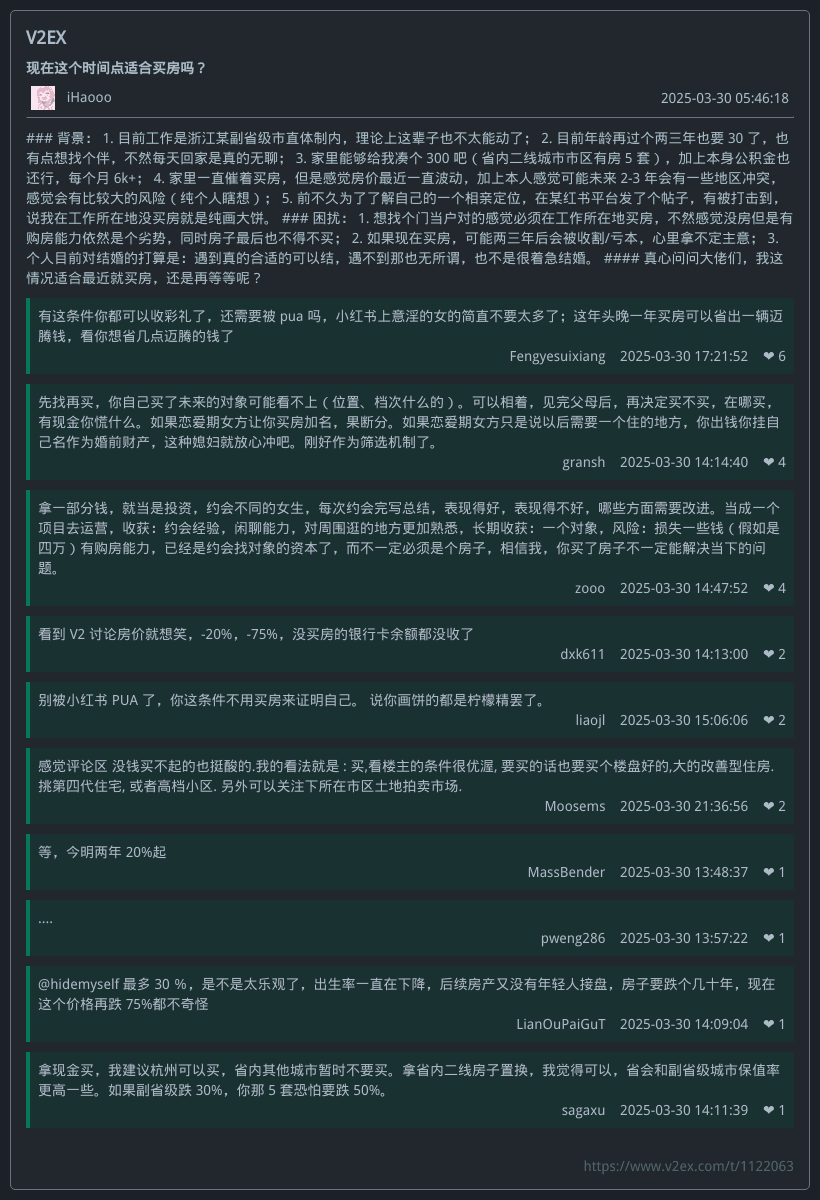 V2EX
现在这个时间点适合买房吗？
iHaooo 2025-03-30 05:46:18
### 背景： 1. 目前工作是浙江某副省级市直体制内，理论上这辈子也不太能动了； 2. 目前年龄再过个两三年也要 30 了，也
有点想找个伴，不然每天回家是真的无聊； 3. 家里能够给我凑个 300 吧（省内二线城市市区有房 5 套），加上本身公积金也
还行，每个月 6k+； 4. 家里一直催着买房，但是感觉房价最近一直波动，加上本人感觉可能未来 2-3 年会有一些地区冲突，
感觉会有比较大的风险（纯个人瞎想）； 5. 前不久为了了解自己的一个相亲定位，在某红书平台发了个帖子，有被打击到，
说我在工作所在地没买房就是纯画大饼。 ### 困扰： 1. 想找个门当户对的感觉必须在工作所在地买房，不然感觉没房但是有
购房能力依然是个劣势，同时房子最后也不得不买； 2. 如果现在买房，可能两三年后会被收割/亏本，心里拿不定主意； 3.
个人目前对结婚的打算是：遇到真的合适的可以结，遇不到那也无所谓，也不是很着急结婚。 #### 真心问问大佬们，我这
情况适合最近就买房，还是再等等呢？
有这条件你都可以收彩礼了，还需要被 pua 吗，小红书上意淫的女的简直不要太多了；这年头晚一年买房可以省出一辆迈
腾钱，看你想省几点迈腾的钱了
Fengyesuixiang 2025-03-30 17:21:52 ❤ 6
先找再买，你自己买了未来的对象可能看不上（位置、档次什么的）。可以相着，见完父母后，再决定买不买，在哪买，
有现金你慌什么。如果恋爱期女方让你买房加名，果断分。如果恋爱期女方只是说以后需要一个住的地方，你出钱你挂自
己名作为婚前财产，这种媳妇就放心冲吧。刚好作为筛选机制了。
gransh 2025-03-30 14:14:40 ❤ 4
拿一部分钱，就当是投资，约会不同的女生，每次约会完写总结，表现得好，表现得不好，哪些方面需要改进。当成一个
项目去运营，收获：约会经验，闲聊能力，对周围逛的地方更加熟悉，长期收获：一个对象，风险：损失一些钱（假如是
四万）有购房能力，已经是约会找对象的资本了，而不一定必须是个房子，相信我，你买了房子不一定能解决当下的问
题。
zooo 2025-03-30 14:47:52 ❤ 4
看到 V2 讨论房价就想笑，-20%，-75%，没买房的银行卡余额都没收了
dxk611 2025-03-30 14:13:00 ❤ 2
别被小红书 PUA 了，你这条件不用买房来证明自己。 说你画饼的都是柠檬精罢了。
liaojl 2025-03-30 15:06:06 ❤ 2
感觉评论区 没钱买不起的也挺酸的.我的看法就是 : 买,看楼主的条件很优渥, 要买的话也要买个楼盘好的,大的改善型住房.
挑第四代住宅, 或者高档小区. 另外可以关注下所在市区土地拍卖市场.
Moosems 2025-03-30 21:36:56 ❤ 2
等，今明两年 20%起
MassBender 2025-03-30 13:48:37 ❤ 1
....
pweng286 2025-03-30 13:57:22 ❤ 1
@hidemyself 最多 30 %，是不是太乐观了，出生率一直在下降，后续房产又没有年轻人接盘，房子要跌个几十年，现在
这个价格再跌 75%都不奇怪
LianOuPaiGuT 2025-03-30 14:09:04 ❤ 1
拿现金买，我建议杭州可以买，省内其他城市暂时不要买。拿省内二线房子置换，我觉得可以，省会和副省级城市保值率
更高一些。如果副省级跌 30%，你那 5 套恐怕要跌 50%。
sagaxu 2025-03-30 14:11:39 ❤ 1
https://www.v2ex.com/t/1122063